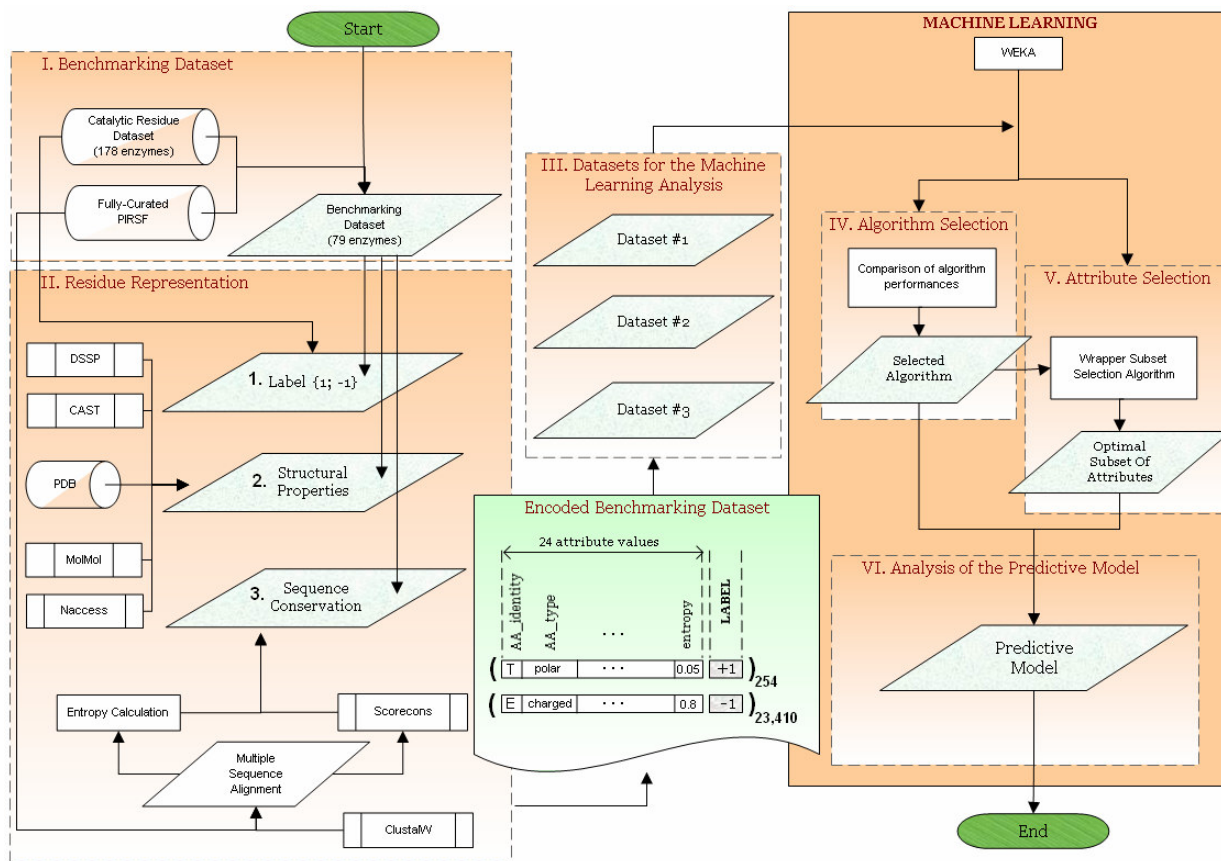 Start
I. Benchmarking Dataset
Catalytic Residue
Dataset
(178 enzymes)
Fully-Curated
PIRSF
Benchmarking
Dataset
(79 enzymes)
II. Residue Representation
DSSP
CAST
PDB
MolMol
Naccess
1. Label {1; -1}
2. Structural
Properties
3. Sequence
Conservation
Entropy Calculation
Scorecons
Multiple
Sequence
Alignment
ClustalW
III. Datasets for the Machine
Learning Analysis
Dataset #1
Dataset #2
Dataset #3
Encoded Benchmarking Dataset
24 attribute values
AA_identity
AA_type
...
entropy
LABEL
( T polar ... 0.05 +1 ) 254
( E charged ... 0.8 -1 ) 23,410
MACHINE LEARNING
WEKA
IV. Algorithm Selection
Comparison of algorithm
performances
Selected
Algorithm
V. Attribute Selection
Wrapper Subset
Selection Algorithm
Optimal
Subset Of
Attributes
VI. Analysis of the Predictive Model
Predictive
Model
End